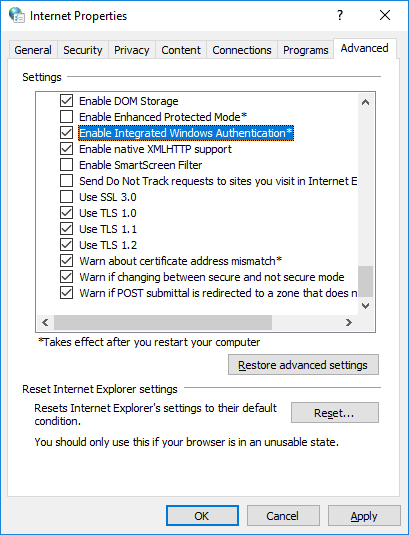 Internet Properties
General Security Privacy Content Connections Programs Advanced
Settings
Enable DOM Storage
Enable Enhanced Protected Mode*
Enable Integrated Windows Authentication*
Enable native XMLHTTP support
Enable SmartScreen Filter
Send Do Not Track requests to sites you visit in Internet E
Use SSL 3.0
Use TLS 1.0
Use TLS 1.1
Use TLS 1.2
Warn about certificate address mismatch*
Warn if changing between secure and not secure mode
Warn if POST submittal is redirected to a zone that does n
*Takes effect after you restart your computer
Restore advanced settings
Reset Internet Explorer settings
Resets Internet Explorer's settings to their default
condition.
Reset...
You should only use this if your browser is in an unusable state.
OK Cancel Apply